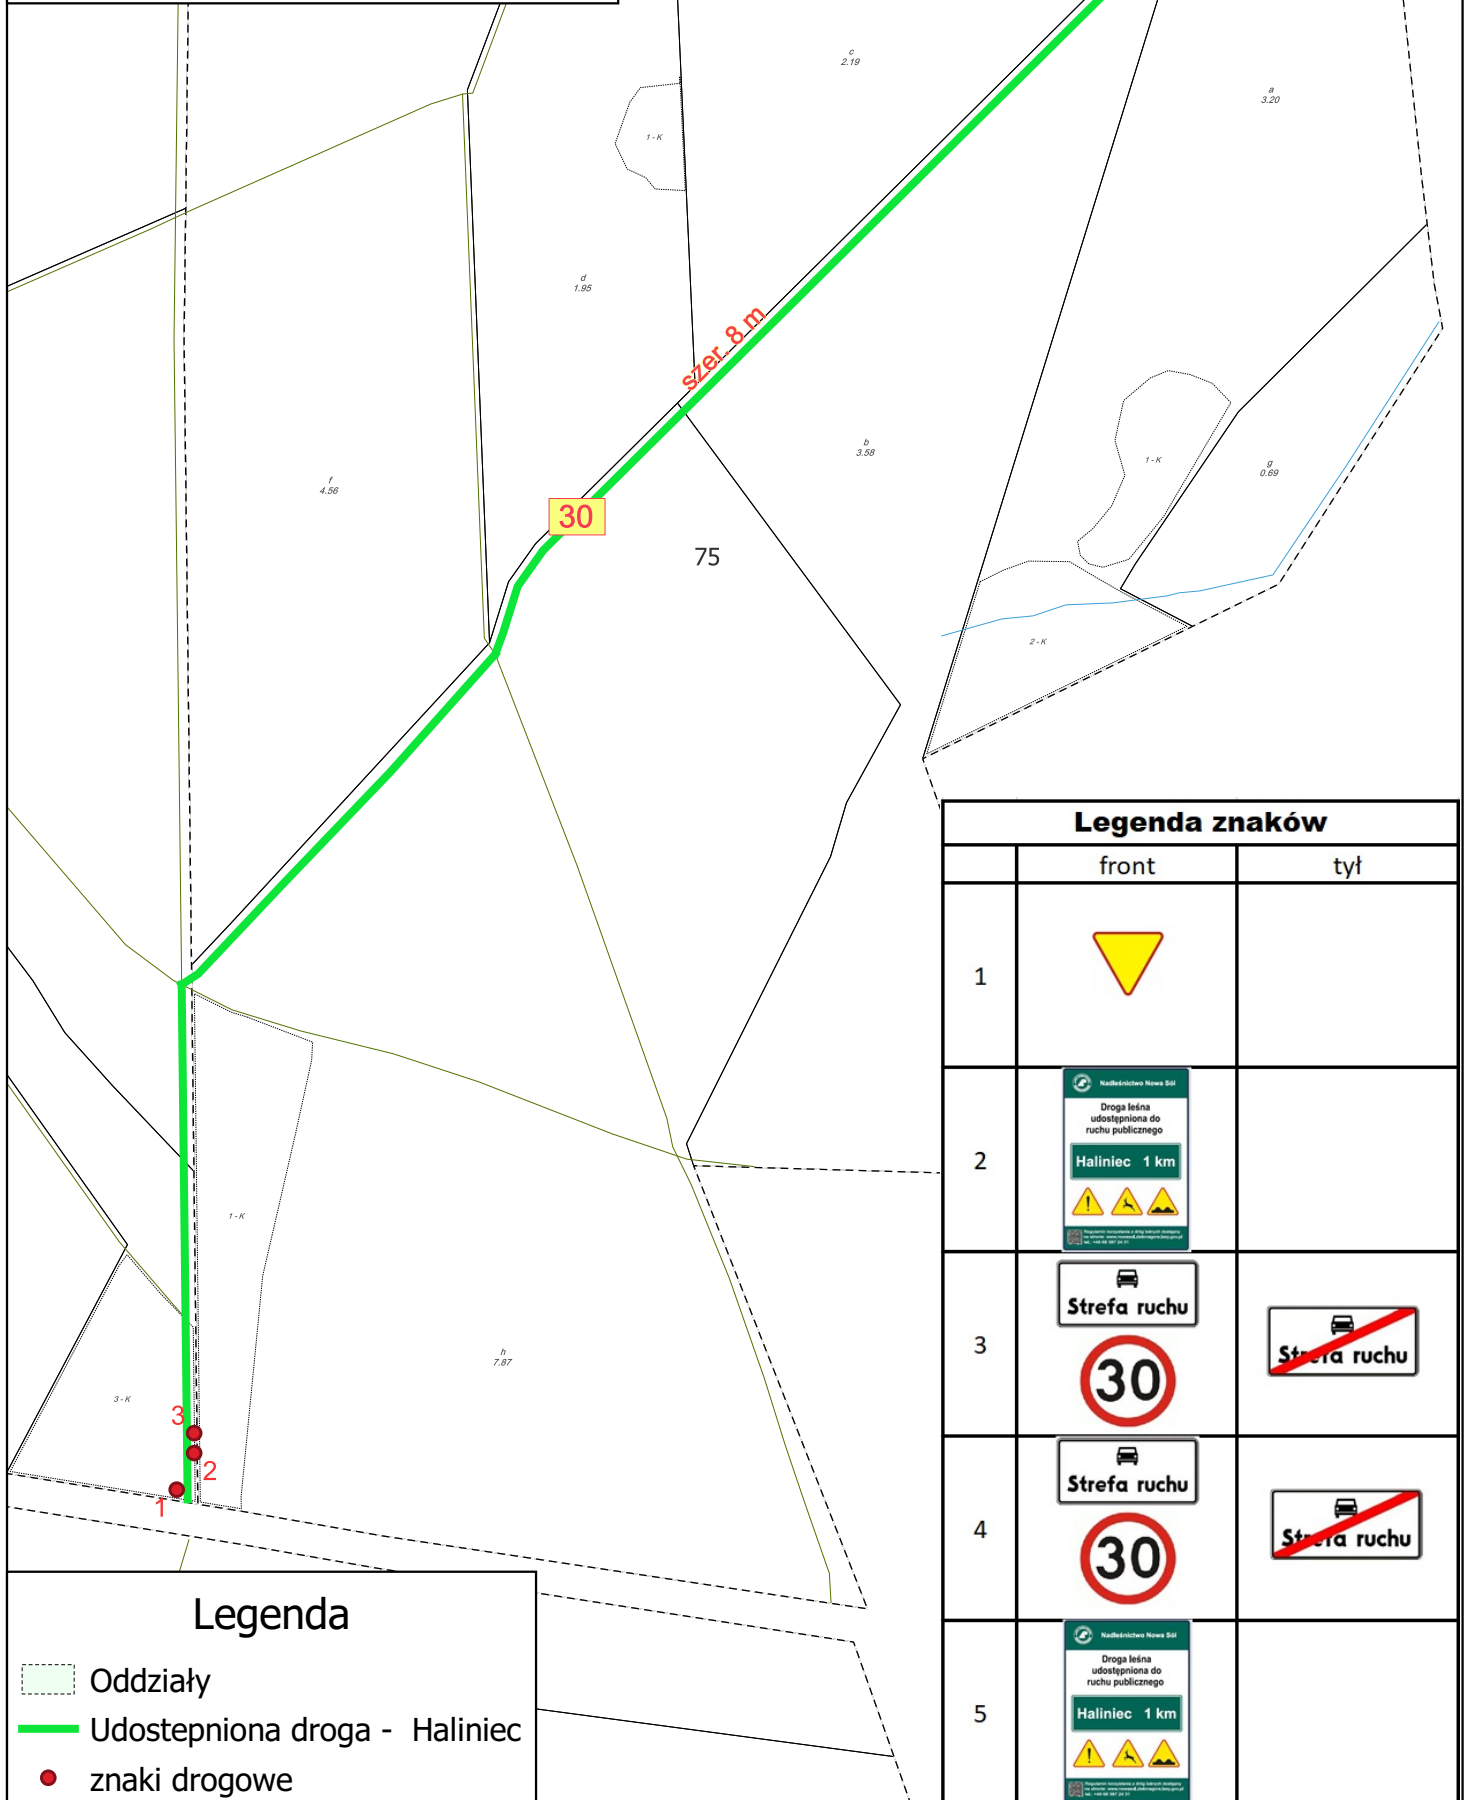 c
2.19
a
3.20
1 - K
d
1.95
szer. 8 m
b
3.58
f
4.56
1 - K
g
0.69
30
75
2 - K
1 - K
h
7.87
3 - K
3
2
1
Legenda znaków
front
tył
1
2
Nadleśnictwo Nowa Sól
Droga leśna
udostępniona do
ruchu publicznego
Haliniec 1 km
3
Strefa ruchu
30
Strefa ruchu
4
Strefa ruchu
30
Strefa ruchu
5
Nadleśnictwo Nowa Sól
Droga leśna
udostępniona do
ruchu publicznego
Haliniec 1 km
Legenda
Oddziały
Udostepniona droga - Haliniec
znaki drogowe